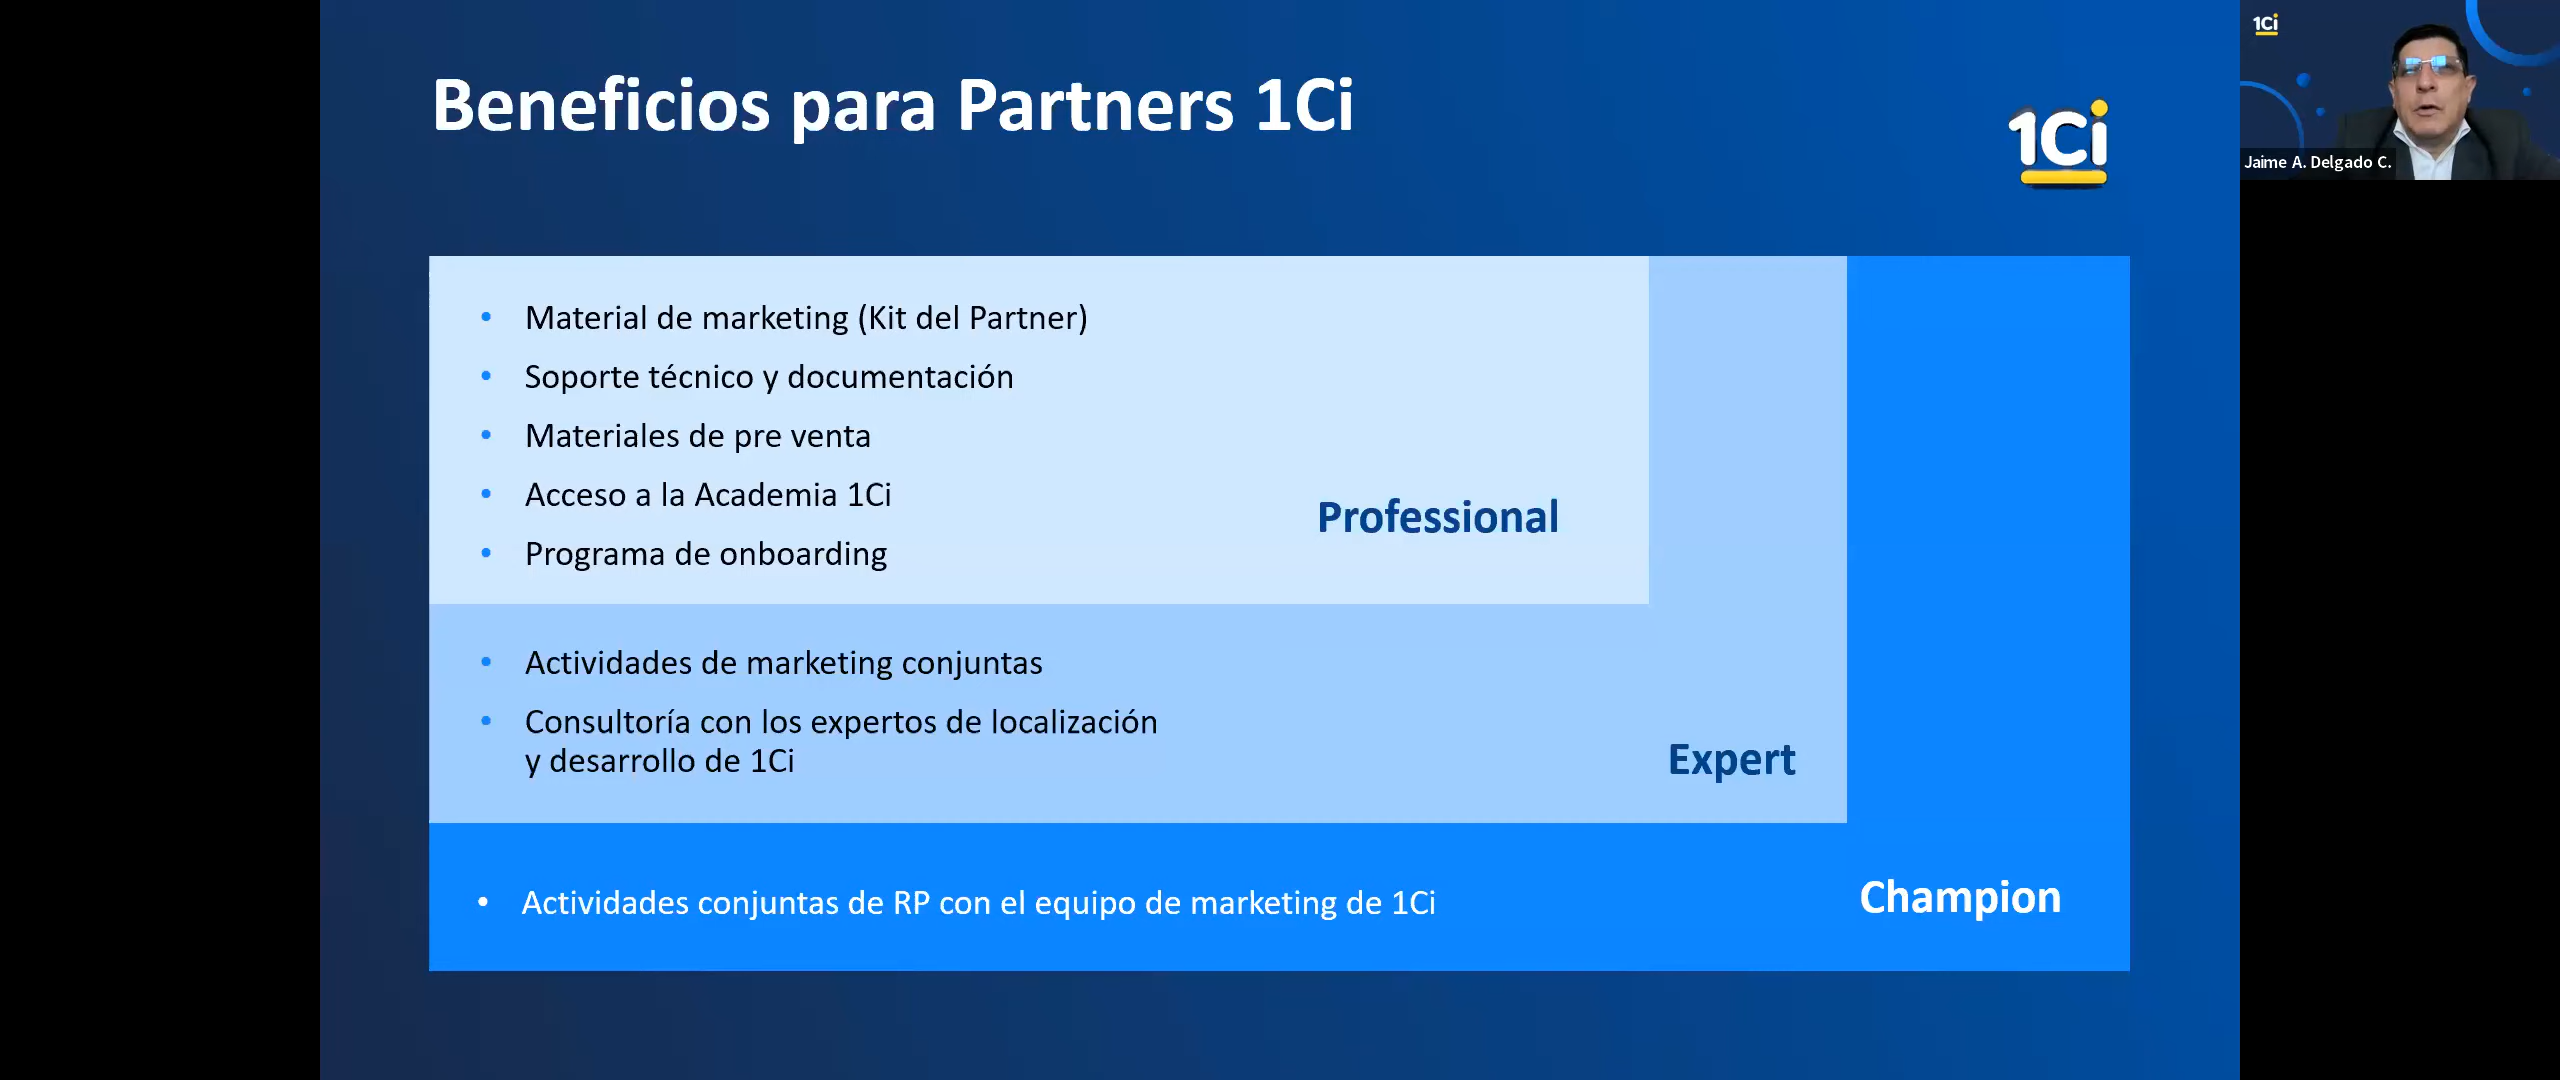 Beneficios para Partners 1Ci
1Ci
1Ci
Jaime A. Delgado C.
• Material de marketing (Kit del Partner)
• Soporte técnico y documentación
• Materiales de pre venta
• Acceso a la Academia 1Ci
• Programa de onboarding
Professional
• Actividades de marketing conjuntas
• Consultoría con los expertos de localización
y desarrollo de 1Ci
Expert
• Actividades conjuntas de RP con el equipo de marketing de 1Ci
Champion